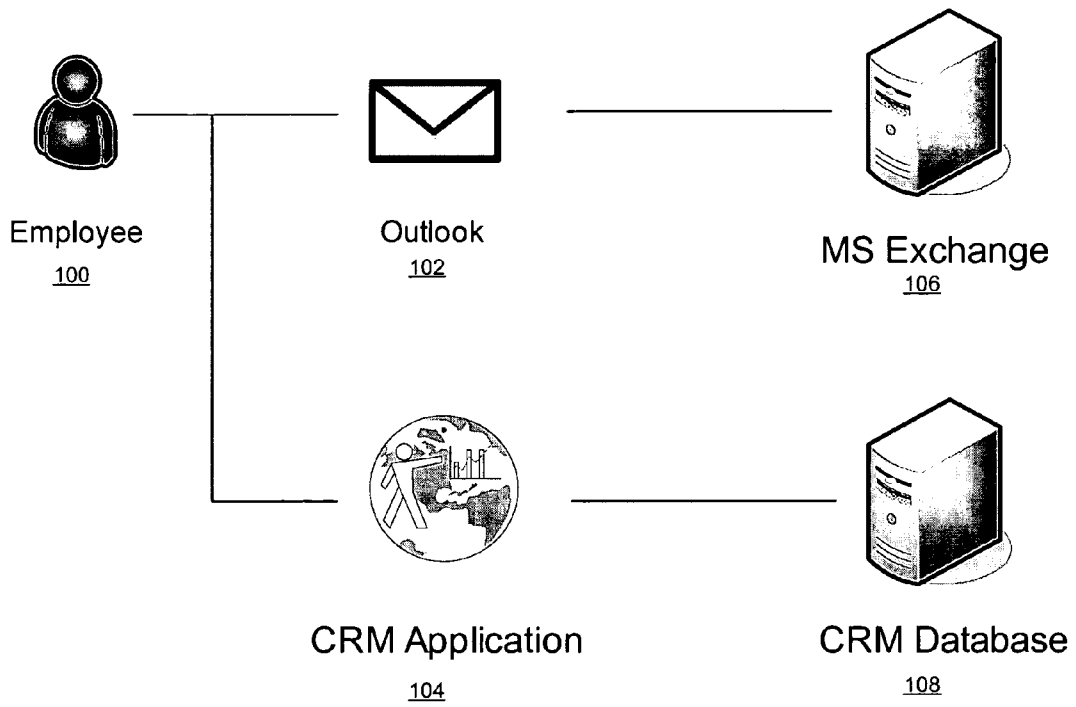 Employee
100
Outlook
102
MS Exchange
106
CRM Application
104
CRM Database
108